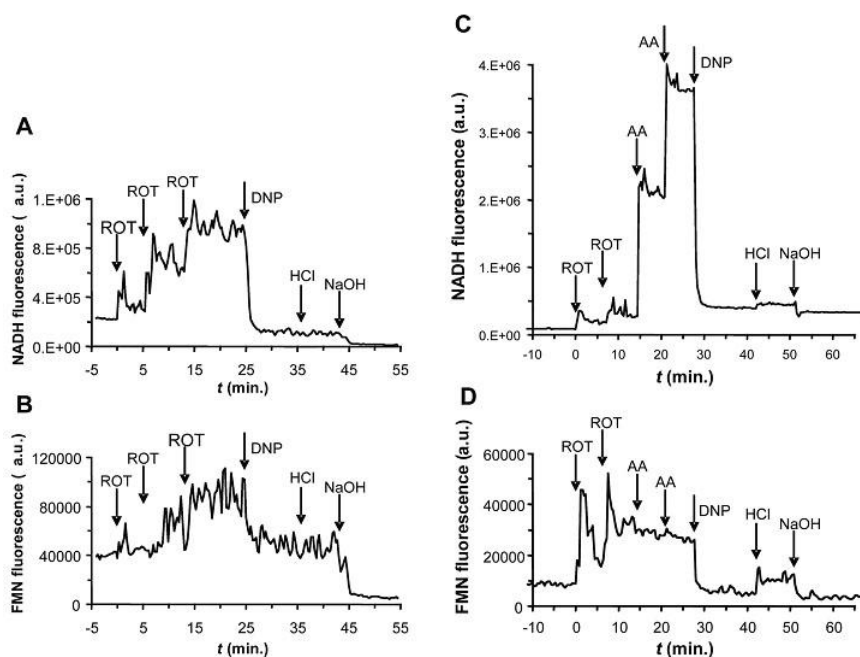 A
NADH fluorescence ( a.u.)
1.E+06
8.E+05
4.E+05
0.E+00
ROT
ROT
ROT
DNP
HCl
NaOH
-5 5 15 25 35 45 55
t (min.)
B
FMN fluorescence ( a.u.)
120000
80000
40000
0
ROT
ROT
ROT
DNP
HCl
NaOH
-5 5 15 25 35 45 55
t (min.)
C
NADH fluorescence (a.u.)
4.E+06
3.E+06
2.E+06
1.E+06
0.E+00
ROT
ROT
AA
AA
DNP
HCl
NaOH
-10 0 10 20 30 40 50 60
t (min.)
D
FMN fluorescence (a.u.)
60000
40000
20000
0
ROT
ROT
AA
AA
DNP
HCl
NaOH
-10 0 10 20 30 40 50 60
t (min.)